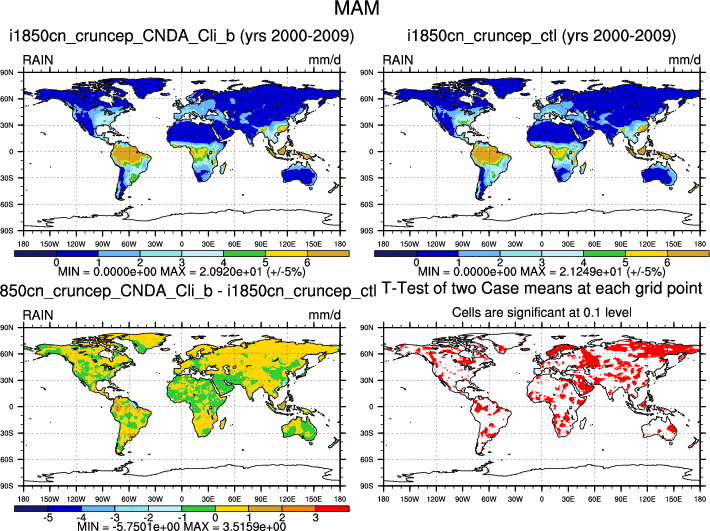 MAM
i1850cn_cruncep_CNDA_Cli_b (yrs 2000-2009)
RAIN mm/d
90N
60N
30N
0
30S
60S
90S
180 150W 120W 90W 60W 30W 0 30E 60E 90E 120E 150E 180
0 1 2 3 4 5 6
MIN = 0.0000e+00 MAX = 2.0920e+01 (+/-5%)
i1850cn_cruncep_ctl (yrs 2000-2009)
RAIN mm/d
90N
60N
30N
0
30S
60S
90S
180 150W 120W 90W 60W 30W 0 30E 60E 90E 120E 150E 180
0 1 2 3 4 5 6
MIN = 0.0000e+00 MAX = 2.1249e+01 (+/-5%)
850cn_cruncep_CNDA_Cli_b - i1850cn_cruncep_ctl
RAIN mm/d
90N
60N
30N
0
30S
60S
90S
180 150W 120W 90W 60W 30W 0 30E 60E 90E 120E 150E 180
-5 -4 -3 -2 -1 0 1 2 3
MIN = -5.7501e+00 MAX = 3.5159e+00
T-Test of two Case means at each grid point
Cells are significant at 0.1 level
90N
60N
30N
0
30S
60S
90S
180 150W 120W 90W 60W 30W 0 30E 60E 90E 120E 150E 180